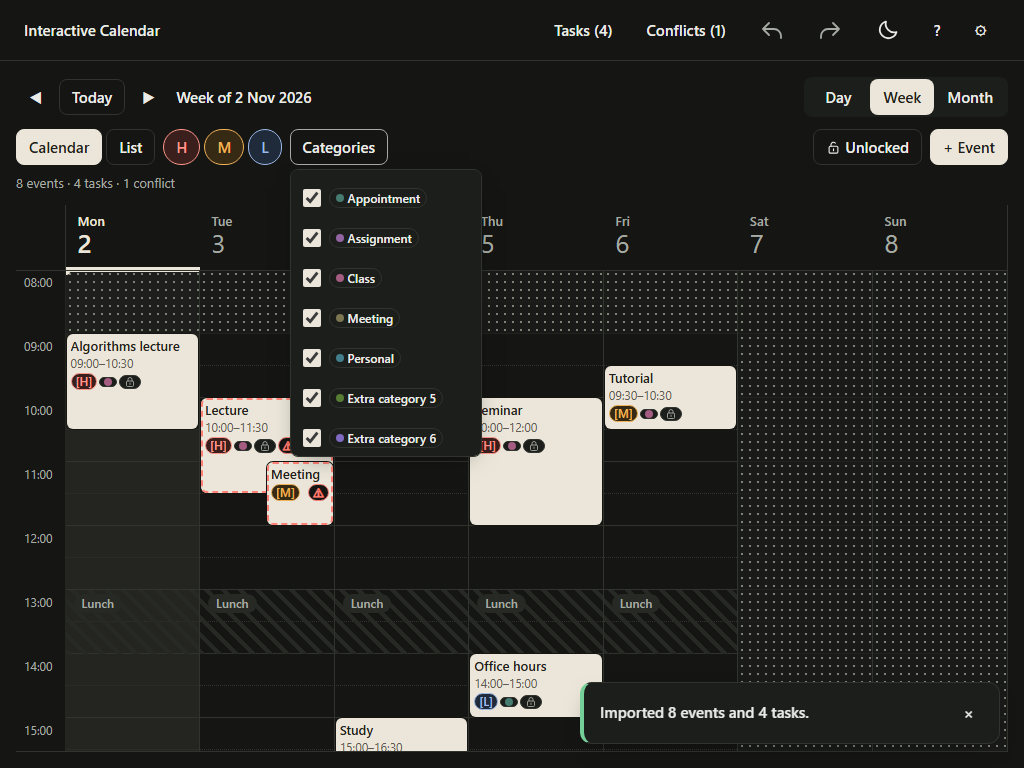 Interactive Calendar
Tasks (4)
Conflicts (1)
?
Today
Week of 2 Nov 2026
Day
Week
Month
Calendar
List
H
M
L
Categories
Unlocked
+ Event
8 events · 4 tasks · 1 conflict
Appointment
Assignment
Class
Meeting
Personal
Extra category 5
Extra category 6
Mon
2
Tue
3
Thu
5
Fri
6
Sat
7
Sun
8
08:00
09:00
10:00
11:00
12:00
13:00
14:00
15:00
Algorithms lecture
09:00–10:30
[H]
Lecture
10:00–11:30
[H]
Meeting
[M]
eminar
0:00–12:00
[H]
Tutorial
09:30–10:30
[M]
Lunch
Lunch
Lunch
Lunch
Lunch
Office hours
14:00–15:00
[L]
Study
15:00–16:30
Imported 8 events and 4 tasks.
×